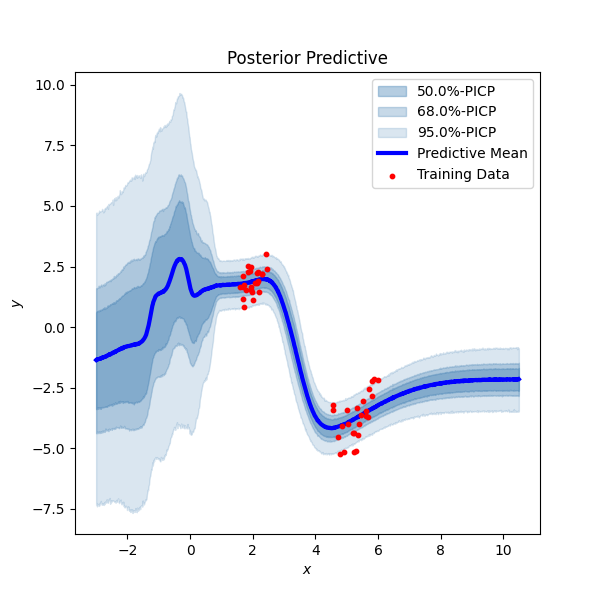 Posterior Predictive
10.0
7.5
5.0
2.5
0.0
−2.5
−5.0
−7.5
y
50.0%-PICP
68.0%-PICP
95.0%-PICP
Predictive Mean
Training Data
−2 0 2 4 6 8 10
x